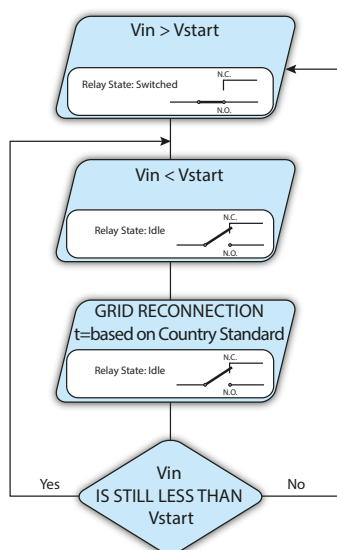 Vin > Vstart
N.C.
Relay State: Switched
N.O.
Vin < Vstart
N.C.
Relay State: Idle
N.O.
GRID RECONNECTION
t=based on Country Standard
N.C.
Relay State: Idle
N.O.
Yes
Vin
IS STILL LESS THAN
Vstart
No